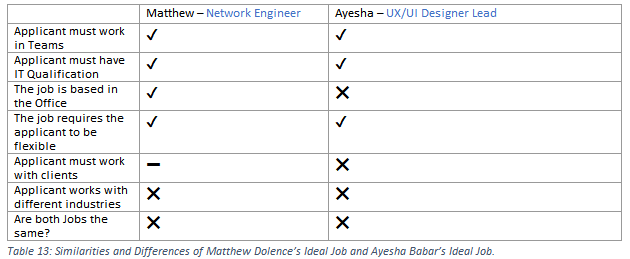 Matthew – Network Engineer Ayesha – UX/UI Designer Lead
Applicant must work ✓ ✓
in Teams
Applicant must have ✓ ✓
IT Qualification
The job is based in ✓ ✕
the Office
The job requires the ✓ ✓
applicant to be
flexible
Applicant must work – ✕
with clients
Applicant works with ✕ ✕
different industries
Are both Jobs the ✕ ✕
same?
Table 13: Similarities and Differences of Matthew Dolence's Ideal Job and Ayesha Babar's Ideal Job.